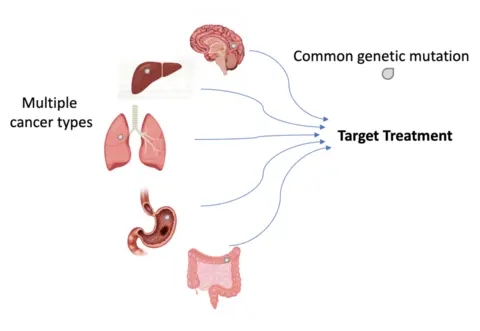 Common genetic mutation
Multiple
cancer types
Target Treatment